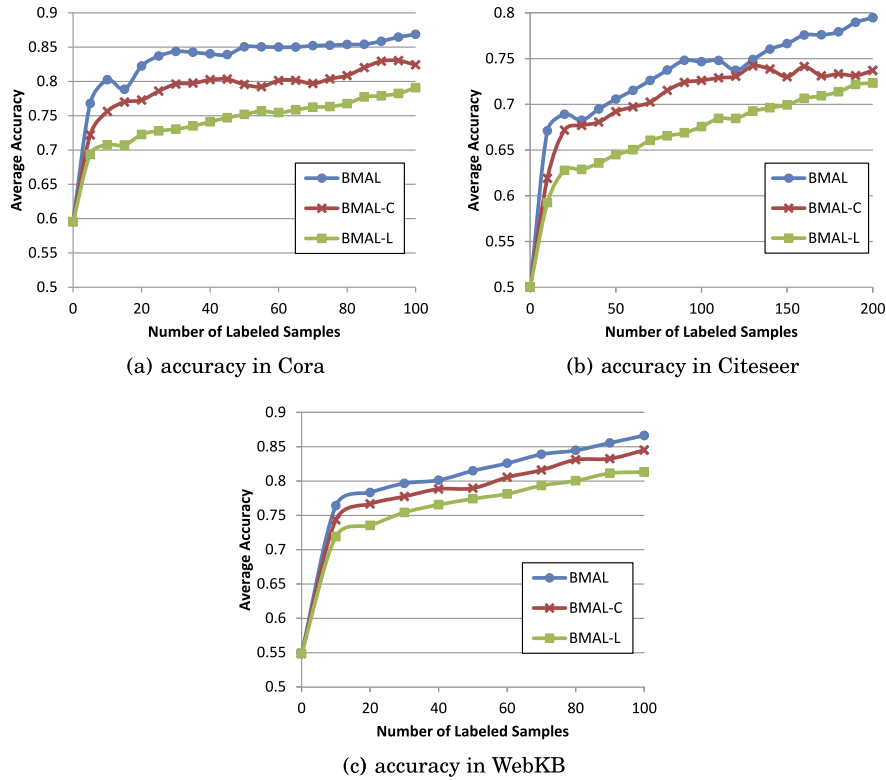 0.9
0.85
0.8
0.75
0.7
0.65
0.6
0.55
0.5
Average Accuracy
0 20 40 60 80 100
Number of Labeled Samples
BMAL
BMAL-C
BMAL-L
(a) accuracy in Cora
0.8
0.75
0.7
0.65
0.6
0.55
0.5
Average Accuracy
0 50 100 150 200
Number of Labeled Samples
BMAL
BMAL-C
BMAL-L
(b) accuracy in Citeseer
0.9
0.85
0.8
0.75
0.7
0.65
0.6
0.55
0.5
Average Accuracy
0 20 40 60 80 100
Number of Labeled Samples
BMAL
BMAL-C
BMAL-L
(c) accuracy in WebKB